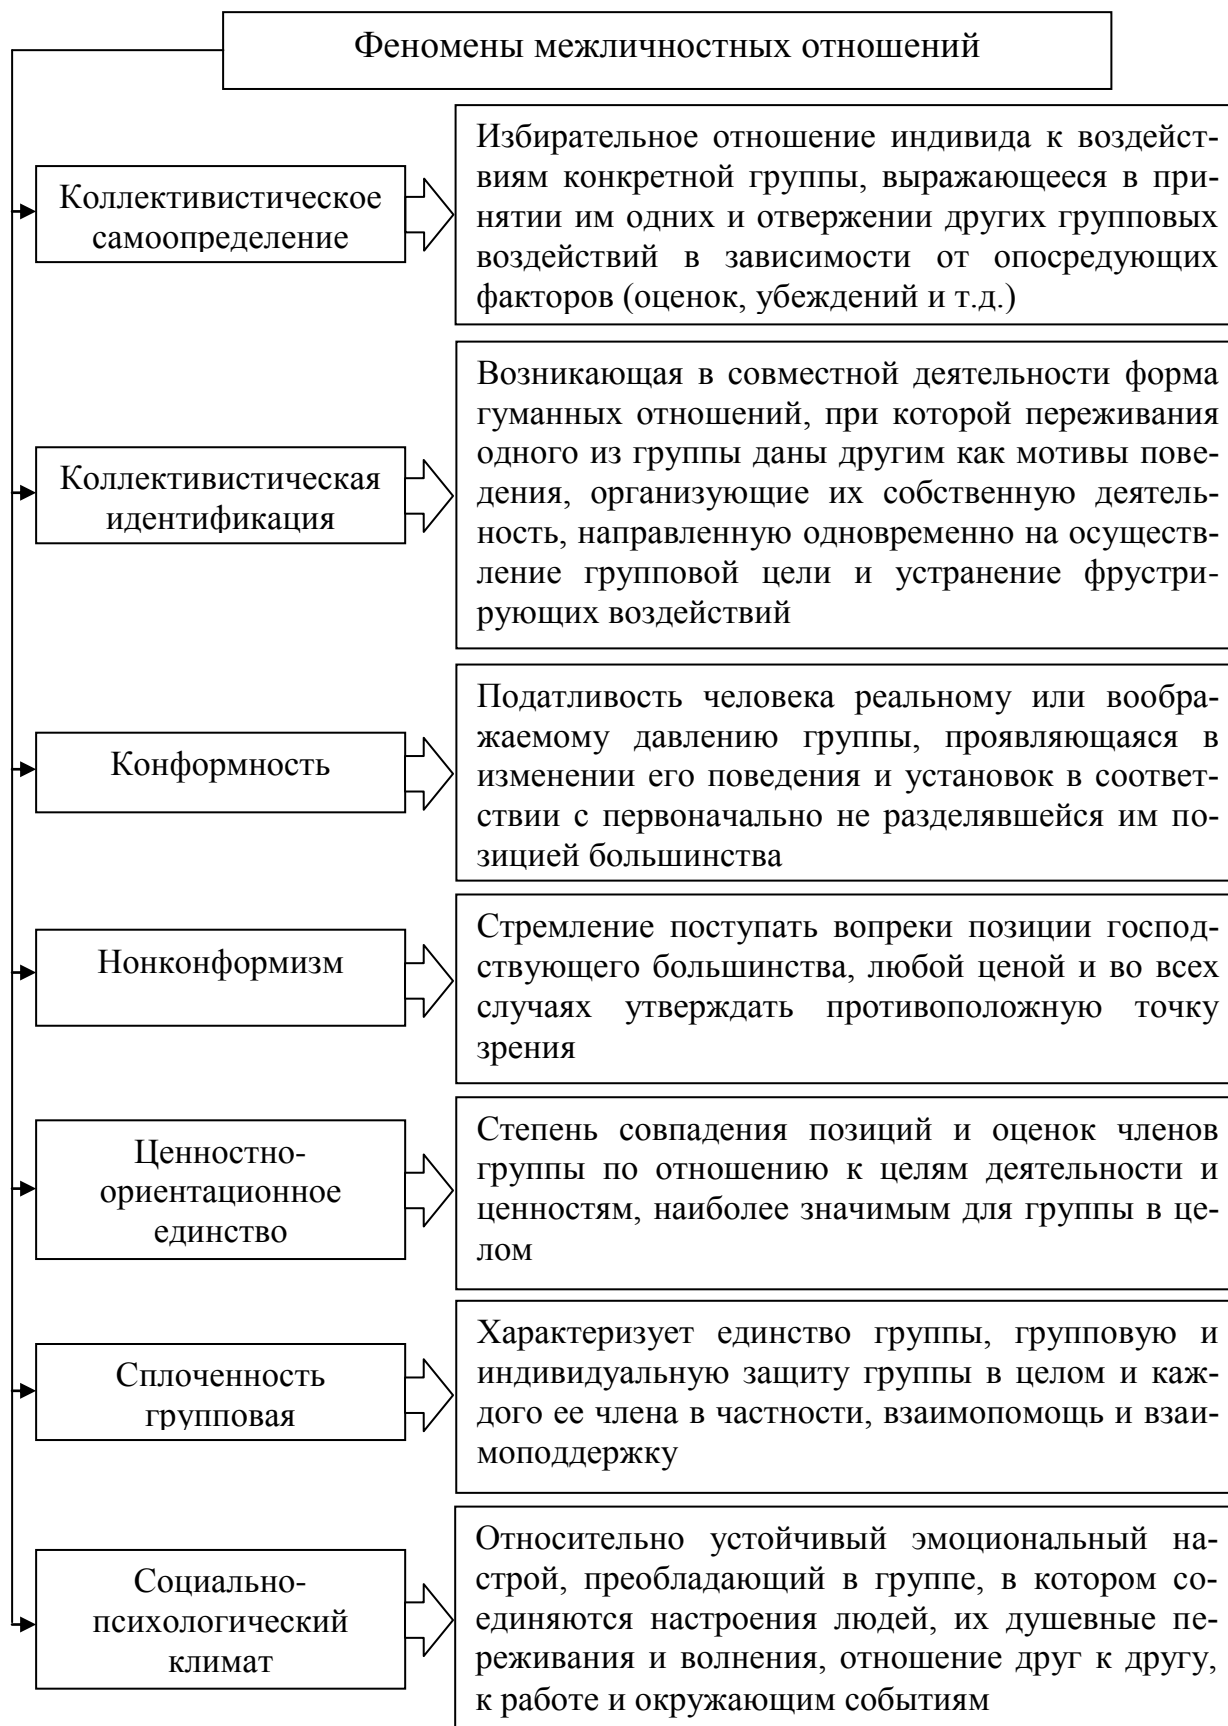 Феномены межличностных отношений
Коллективистическое
самоопределение
Избирательное отношение индивида к воздейст-
виям конкретной группы, выражающееся в при-
нятии им одних и отвержении других групповых
воздействий в зависимости от опосредующих
факторов (оценок, убеждений и т.д.)
Коллективистическая
идентификация
Возникающая в совместной деятельности форма
гуманных отношений, при которой переживания
одного из группы даны другим как мотивы пове-
дения, организующие их собственную деятель-
ность, направленную одновременно на осуществ-
ление групповой цели и устранение фрустри-
рующих воздействий
Конформность
Податливость человека реальному или вообра-
жаемому давлению группы, проявляющаяся в
изменении его поведения и установок в соответ-
ствии с первоначально не разделявшейся им по-
зицией большинства
Нонконформизм
Стремление поступать вопреки позиции господ-
ствующего большинства, любой ценой и во всех
случаях утверждать противоположную точку
зрения
Ценностно-
ориентационное
единство
Степень совпадения позиций и оценок членов
группы по отношению к целям деятельности и
ценностям, наиболее значимым для группы в це-
лом
Сплоченность
групповая
Характеризует единство группы, групповую и
индивидуальную защиту группы в целом и каж-
дого ее члена в частности, взаимопомощь и вза-
имоподдержку
Социально-
психологический
климат
Относительно устойчивый эмоциональный на-
строй, преобладающий в группе, в котором со-
единяются настроения людей, их душевные пе-
реживания и волнения, отношение друг к другу,
к работе и окружающим событиям